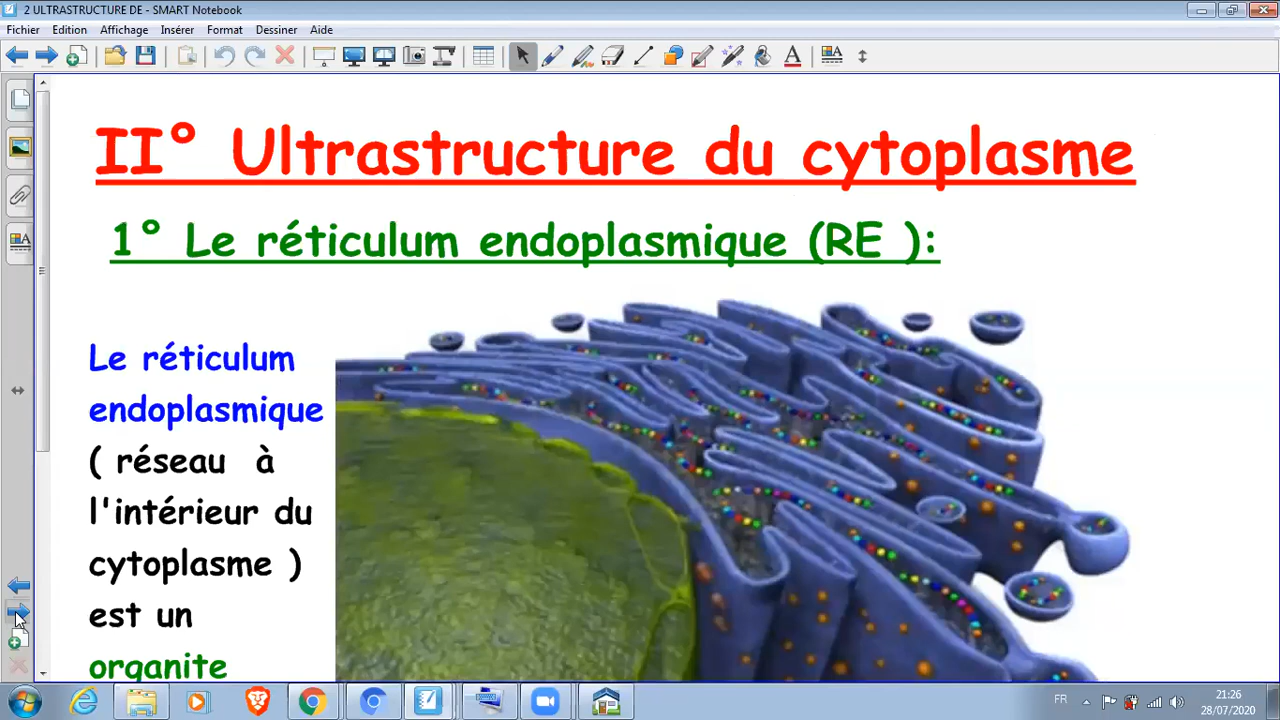 2 ULTRASTRUCTURE DE - SMART Notebook
Fichier Edition Affichage Insérer Format Dessiner Aide
II° Ultrastructure du cytoplasme
1° Le réticulum endoplasmique (RE ):
Le réticulum
endoplasmique
( réseau à
l'intérieur du
cytoplasme )
est un
organite
FR
21:26
28/07/2020